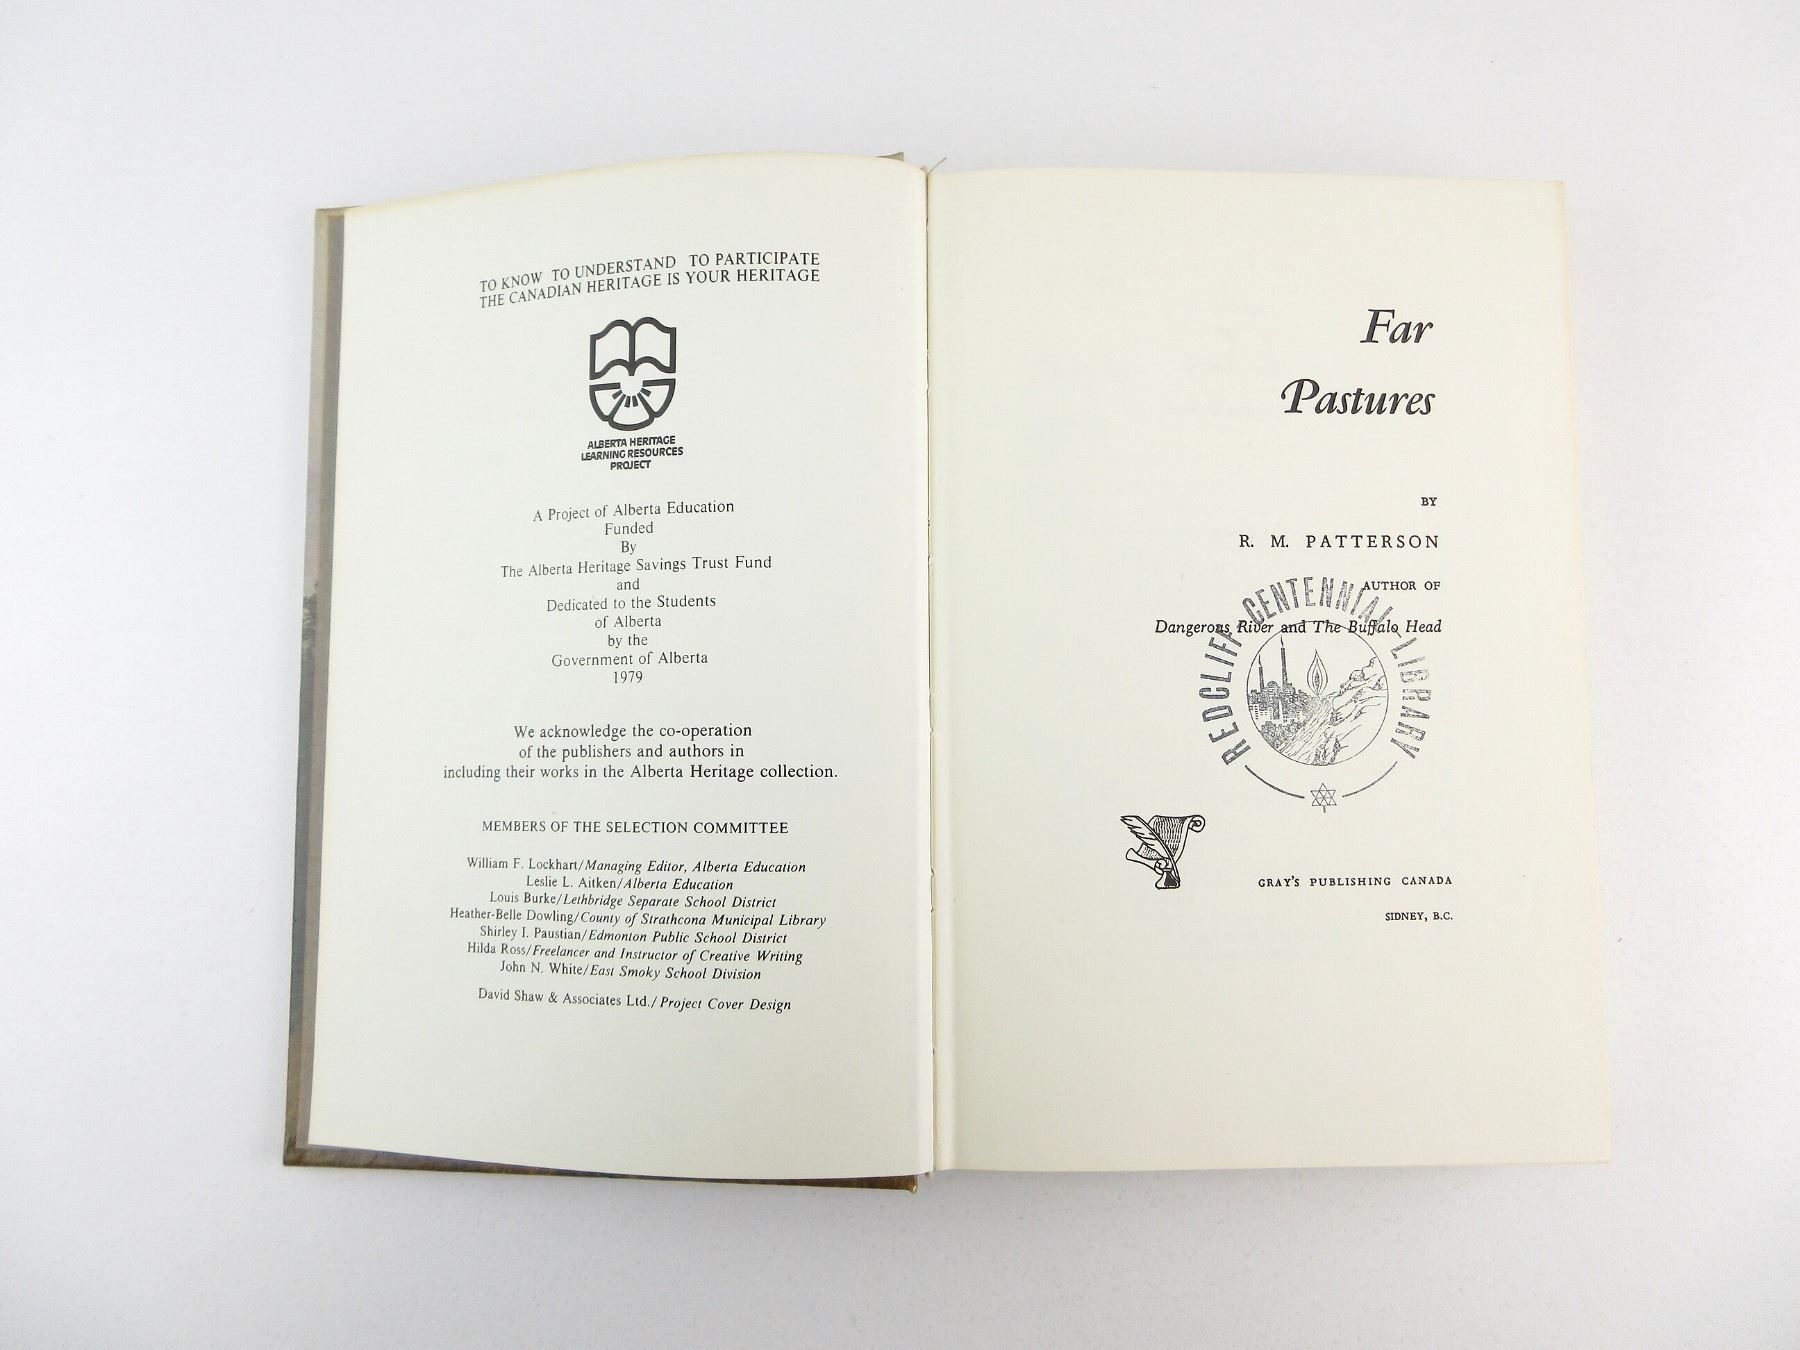 TO KNOW TO UNDERSTAND TO PARTICIPATE
THE CANADIAN HERITAGE IS YOUR HERITAGE
ALBERTA HERITAGE
LEARNING RESOURCES
PROJECT
A Project of Alberta Education
Funded
By
The Alberta Heritage Savings Trust Fund
and
Dedicated to the Students
of Alberta
by the
Government of Alberta
1979
We acknowledge the co-operation
of the publishers and authors in
including their works in the Alberta Heritage collection.
MEMBERS OF THE SELECTION COMMITTEE
William F. Lockhart/Managing Editor, Alberta Education
Leslie L. Aitken/Alberta Education
Louis Burke/Lethbridge Separate School District
Heather-Belle Dowling/County of Strathcona Municipal Library
Shirley I. Paustian/Edmonton Public School District
Hilda Ross/Freelancer and Instructor of Creative Writing
John N. White/East Smoky School Division
David Shaw & Associates Ltd./Project Cover Design
Far
Pastures
BY
R. M. PATTERSON
AUTHOR OF
Dangerous River and The Buffalo Head
REDCLIFF CENTENNIAL LIBRARY
GRAY'S PUBLISHING CANADA
SIDNEY, B.C.